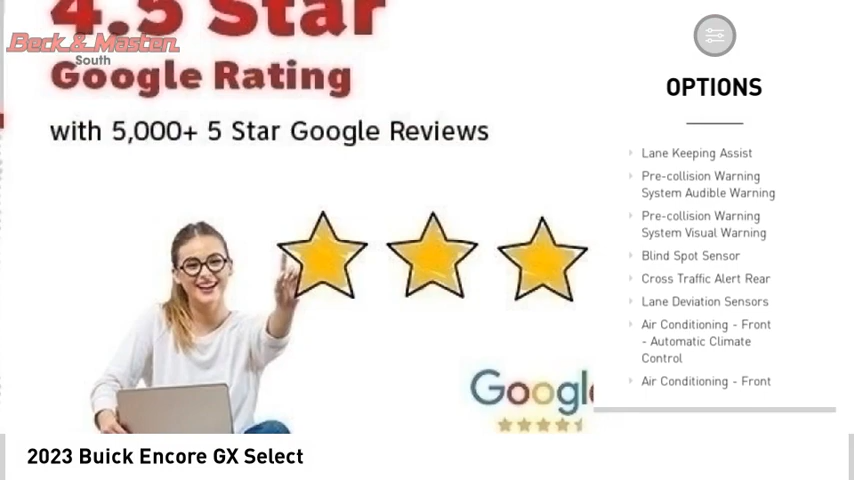 4.5 Star
Beck & Masten
South
Google Rating
with 5,000+ 5 Star Google Reviews
Google
OPTIONS
Lane Keeping Assist
Pre-collision Warning
System Audible Warning
Pre-collision Warning
System Visual Warning
Blind Spot Sensor
Cross Traffic Alert Rear
Lane Deviation Sensors
Air Conditioning - Front
- Automatic Climate
Control
Air Conditioning - Front
2023 Buick Encore GX Select